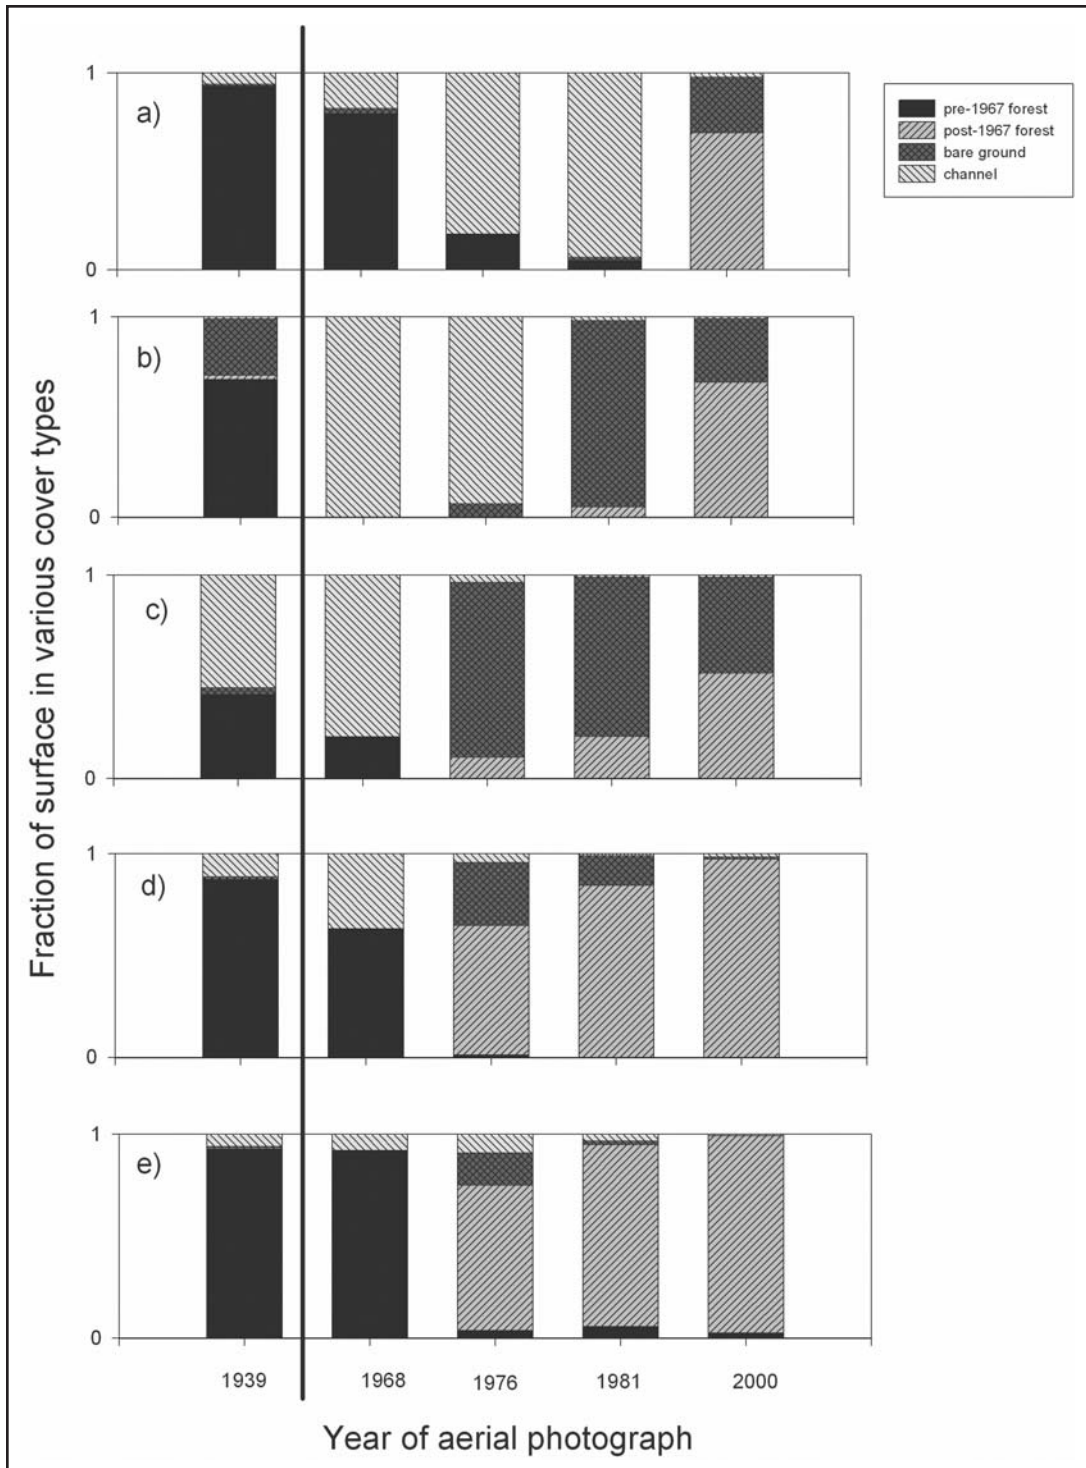 1
a)
0
pre-1967 forest
post-1967 forest
bare ground
channel
1
b)
0
1
c)
0
1
d)
0
1
e)
0
Fraction of surface in various cover types
1939 1968 1976 1981 2000
Year of aerial photograph